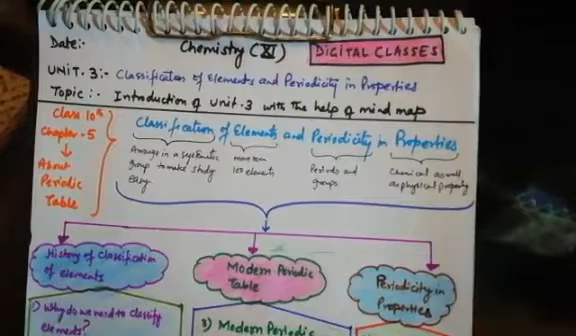 Date:-
Chemistry (XI)
DIGITAL CLASSES
UNIT.3:- Classification of Elements and Periodicity in Properties
Topic :- Introduction of Unit-3 with the help of mind map
Class 10th
Chapter-5
About
Periodic
Table
Classification of Elements and Periodicity in Properties
Arrange in a systematic
group to make study
easy
more than
100 elements
Periods and
groups
Chemical as well
as physical property
History of classification
of elements
Modern Periodic
Table
Periodicity in
Properties
1) Why do we need to classify
elements?
3) Modern Periodic